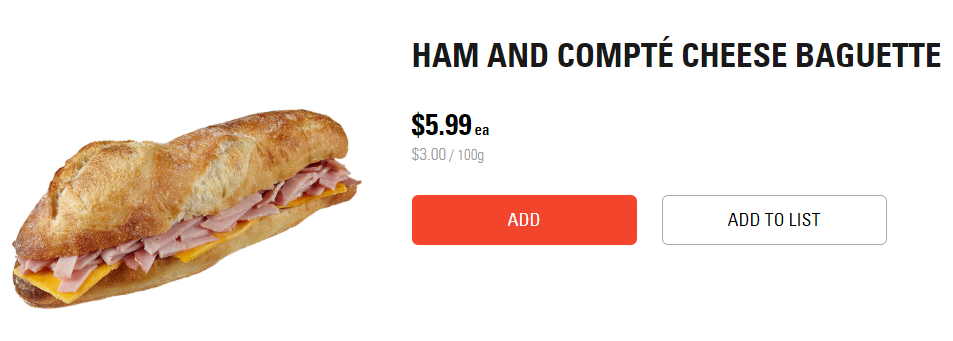 HAM AND COMPTÉ CHEESE BAGUETTE
$5.99 ea
$3.00 / 100g
ADD ADD TO LIST